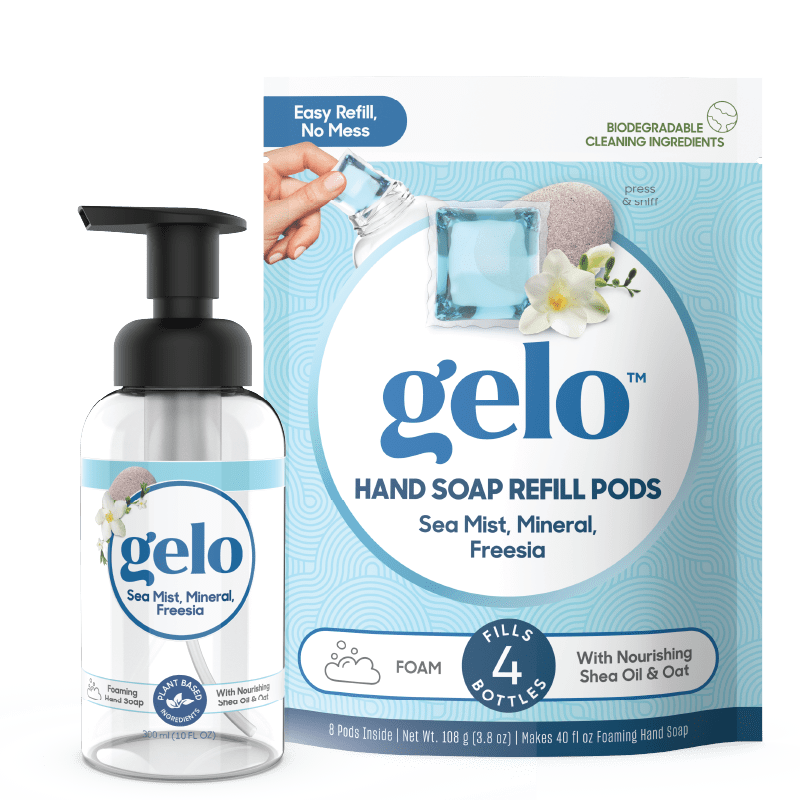 Easy Refill,
No Mess
BIODEGRADABLE
CLEANING INGREDIENTS
press
& sniff
gelo™
HAND SOAP REFILL PODS
Sea Mist, Mineral,
Freesia
FOAM
FILLS
4
BOTTLES
With Nourishing
Shea Oil & Oat
8 Pods Inside | Net Wt. 108 g (3.8 oz) | Makes 40 fl oz Foaming Hand Soap
gelo
Sea Mist, Mineral,
Freesia
Foaming
Hand Soap
PLANT BASED
INGREDIENTS
With Nourishing
Shea Oil & Oat
300 ml (10 FL OZ)